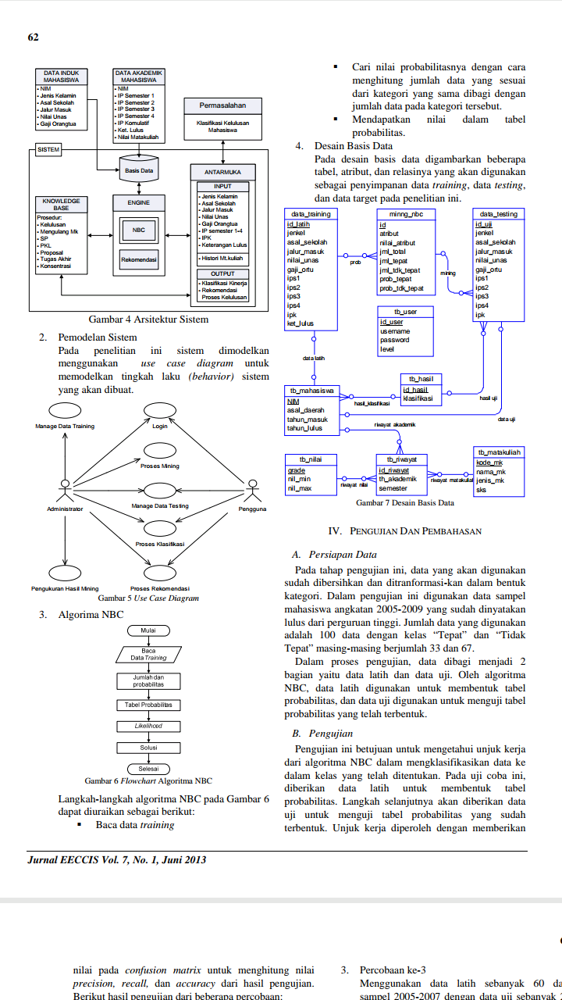 62
DATA INDUK
MAHASISWA
- NIM
- Jenis Kelamin
- Asal Sekolah
- Jalur Masuk
- Nilai Unas
- Gaji Orangtua
DATA AKADEMIK
MAHASISWA
- NIM
- IP Semester 1
- IP Semester 2
- IP Semester 3
- IP Semester 4
- IP Komulatif
- Ket. Lulus
- Nilai Matakuliah
Permasalahan
Klasifikasi Kelulusan
Mahasiswa
SISTEM
Basis Data
KNOWLEDGE
BASE
Prosedur:
- Kelulusan
- Mengulang Mk
- SP
- PKL
- Proposal
- Tugas Akhir
- Konsentrasi
ENGINE
NBC
Rekomendasi
ANTARMUKA
INPUT
- Jenis Kelamin
- Asal Sekolah
- Jalur Masuk
- Nilai Unas
- Gaji Orangtua
- IP semester 1-4
- IPK
- Keterangan Lulus
- Histori Mt.kuliah
OUTPUT
- Klasifikasi Kinerja
- Rekomendasi
Proses Kelulusan
Gambar 4 Arsitektur Sistem
2. Pemodelan Sistem
Pada penelitian ini sistem dimodelkan
menggunakan use case diagram untuk
memodelkan tingkah laku (behavior) sistem
yang akan dibuat.
Manage Data Training
Login
Proses Mining
Administrator
Manage Data Testing
Pengguna
Proses Klasifikasi
Pengukuran Hasil Mining
Proses Rekomendasi
Gambar 5 Use Case Diagram
3. Algorima NBC
Mulai
Baca
Data Training
Jumlah dan
probabilitas
Tabel Probabilitas
Likelihood
Solusi
Selesai
Gambar 6 Flowchart Algoritma NBC
Langkah-langkah algoritma NBC pada Gambar 6
dapat diuraikan sebagai berikut:
▪ Baca data training
▪ Cari nilai probabilitasnya dengan cara
menghitung jumlah data yang sesuai
dari kategori yang sama dibagi dengan
jumlah data pada kategori tersebut.
▪ Mendapatkan nilai dalam tabel
probabilitas.
4. Desain Basis Data
Pada desain basis data digambarkan beberapa
tabel, atribut, dan relasinya yang akan digunakan
sebagai penyimpanan data training, data testing,
dan data target pada penelitian ini.
data_training
id_latih
jenkel
asal_sekolah
jalur_masuk
nilai_unas
gaji_ortu
ips1
ips2
ips3
ips4
ipk
ket_lulus
prob
minng_nbc
id
atribut
nilai_atribut
jml_total
jml_tepat
jml_tdk_tepat
prob_tepat
prob_tdk_tepat
mining
data_testing
id_uji
jenkel
asal_sekolah
jalur_masuk
nilai_unas
gaji_ortu
ips1
ips2
ips3
ips4
ipk
tb_user
id_user
username
password
level
data latih
tb_mahasiswa
NIM
asal_daerah
tahun_masuk
tahun_lulus
hasil_klasifikasi
tb_hasil
id_hasil
klasifikasi
hasil uji
data uji
riwayat akademik
tb_nilai
grade
nil_min
nil_max
riwayat nilai
tb_riwayat
id_riwayat
th_akademik
semester
riwayat matakuliah
tb_matakuliah
kode_mk
nama_mk
jenis_mk
sks
Gambar 7 Desain Basis Data
IV. PENGUJIAN DAN PEMBAHASAN
A. Persiapan Data
Pada tahap pengujian ini, data yang akan digunakan
sudah dibersihkan dan ditranformasi-kan dalam bentuk
kategori. Dalam pengujian ini digunakan data sampel
mahasiswa angkatan 2005-2009 yang sudah dinyatakan
lulus dari perguruan tinggi. Jumlah data yang digunakan
adalah 100 data dengan kelas “Tepat” dan “Tidak
Tepat” masing-masing berjumlah 33 dan 67.
Dalam proses pengujian, data dibagi menjadi 2
bagian yaitu data latih dan data uji. Oleh algoritma
NBC, data latih digunakan untuk membentuk tabel
probabilitas, dan data uji digunakan untuk menguji tabel
probabilitas yang telah terbentuk.
B. Pengujian
Pengujian ini betujuan untuk mengetahui unjuk kerja
dari algoritma NBC dalam mengklasifikasikan data ke
dalam kelas yang telah ditentukan. Pada uji coba ini,
diberikan data latih untuk membentuk tabel
probabilitas. Langkah selanjutnya akan diberikan data
uji untuk menguji tabel probabilitas yang sudah
terbentuk. Unjuk kerja diperoleh dengan memberikan
Jurnal EECCIS Vol. 7, No. 1, Juni 2013
nilai pada confusion matrix untuk menghitung nilai
precision, recall, dan accuracy dari hasil pengujian.
Berikut hasil pengujian dari beberapa percobaan:
3. Percobaan ke-3
Menggunakan data latih sebanyak 60 da
sampel 2005-2007 dengan data uji sebanyak